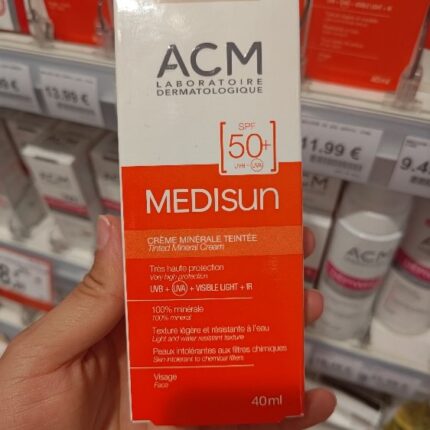 ACM
LABORATOIRE
DERMATOLOGIQUE
SPF
50+
UVB + UVA
MEDISUN
CRÈME MINÉRALE TEINTÉE
Tinted Mineral Cream
Très haute protection
Very high protection
UVB + UVA + VISIBLE LIGHT + IR
100% minérale
100% mineral
Texture légère et résistante à l'eau
Light and water resistant texture
Peaux intolérantes aux filtres chimiques
Skin intolerant to chemical filters
Visage
Face
40ml
13.99 €
11.99 €
9.4
ACM
40ml